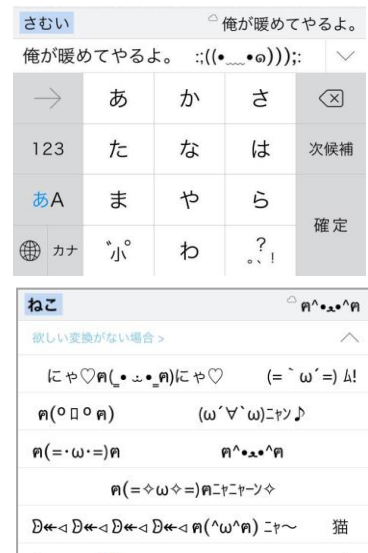 さむい 俺が暖めてやるよ。
俺が暖めてやるよ。 :;((•﹏•๑)));:
→ あ か さ ⌫
123 た な は 次候補
あA ま や ら 確定
カナ ゛小゜ わ 。、?!
ねこ ฅ^•ﻌ•^ฅ
欲しい変換がない場合 >
にゃ♡ฅ(̳• ·̫ • ̳ฅ)にゃ♡ (=｀ω´=) ﾑ!
ฅ(º ロ º ฅ) (ω´∀`ω)ﾆｬﾝ♪
ฅ(=･ω･=)ฅ ฅ^•ﻌ•^ฅ
ฅ(=✧ω✧=)ฅﾆｬﾆｬｰﾝ✧
ᗪ↞◁ ᗪ↞◁ ᗪ↞◁ ᗪ↞◁ ฅ(^ω^ฅ) ﾆｬ～ 猫